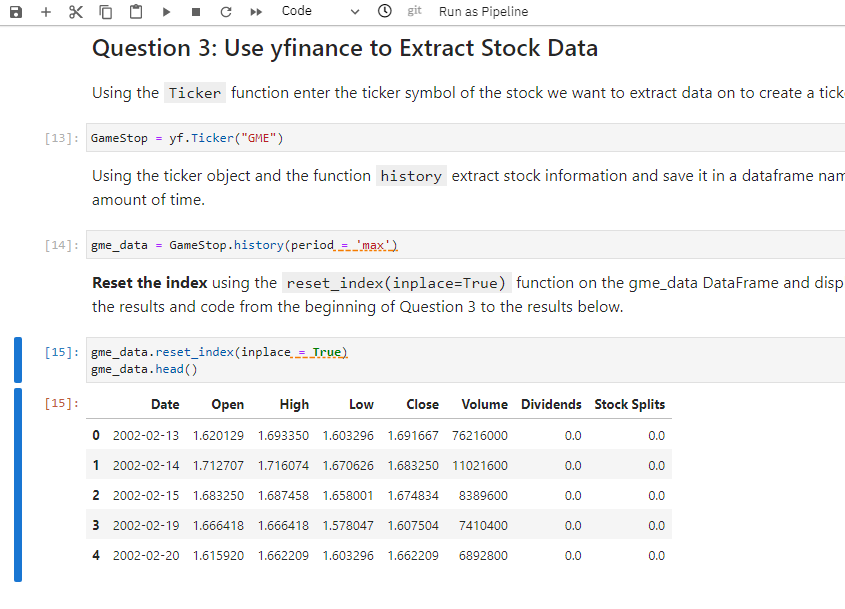 Code git Run as Pipeline
Question 3: Use yfinance to Extract Stock Data
Using the Ticker function enter the ticker symbol of the stock we want to extract data on to create a
[13]: GameStop = yf.Ticker("GME")
Using the ticker object and the function history extract stock information and save it in a dataframe
amount of time.
[14]: gme_data = GameStop.history(period = 'max')
Reset the index using the reset_index(inplace=True) function on the gme_data DataFrame and
the results and code from the beginning of Question 3 to the results below.
[15]: gme_data.reset_index(inplace = True)
gme_data.head()
[15]: Date Open High Low Close Volume Dividends Stock Splits
0 2002-02-13 1.620129 1.693350 1.603296 1.691667 76216000 0.0 0.0
1 2002-02-14 1.712707 1.716074 1.670626 1.683250 11021600 0.0 0.0
2 2002-02-15 1.683250 1.687458 1.658001 1.674834 8389600 0.0 0.0
3 2002-02-19 1.666418 1.666418 1.578047 1.607504 7410400 0.0 0.0
4 2002-02-20 1.615920 1.662209 1.603296 1.662209 6892800 0.0 0.0